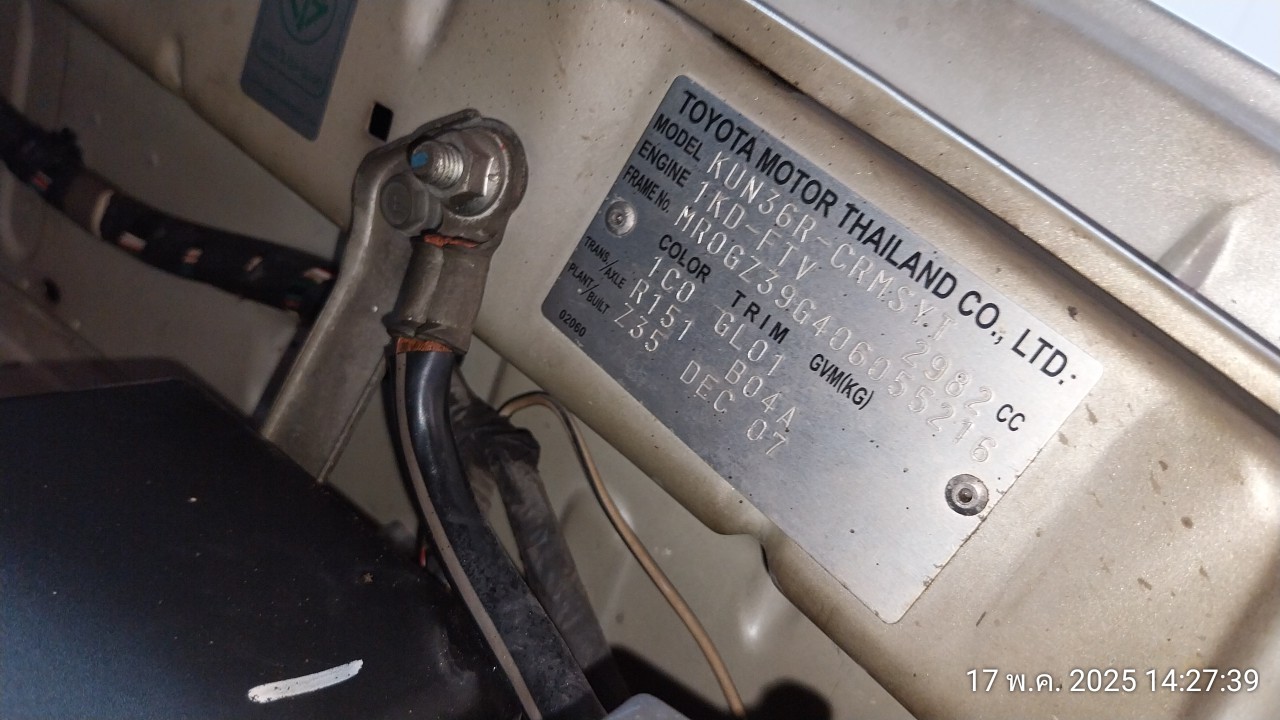 TOYOTA MOTOR THAILAND CO., LTD.
MODEL KUN36R-CRMSYT
ENGINE 1KD-FTV 2982 CC
FRAME No. MR0GZ39G406055216
COLOR TRIM GVM(KG)
1C0 GL01
TRANS/AXLE R151 B04A
PLANT/BUILT Z35 DEC 07
02060
17 พ.ค. 2025 14:27:39